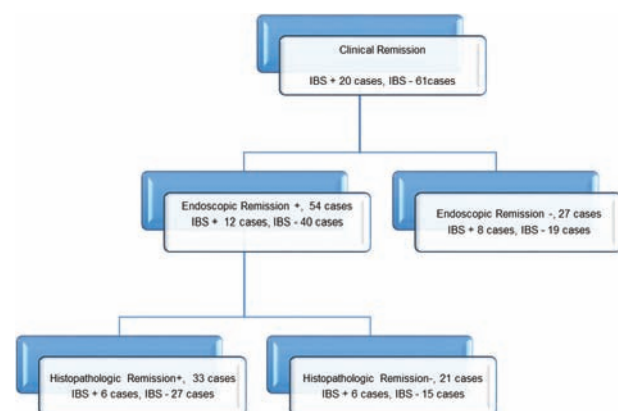 Clinical Remission
IBS + 20 cases, IBS - 61cases
Endoscopic Remission +, 54 cases
IBS + 12 cases, IBS - 40 cases
Endoscopic Remission -, 27 cases
IBS + 8 cases, IBS - 19 cases
Histopathologic Remission+, 33 cases
IBS + 6 cases, IBS - 27 cases
Histopathologic Remission-, 21 cases
IBS + 6 cases, IBS - 15 cases